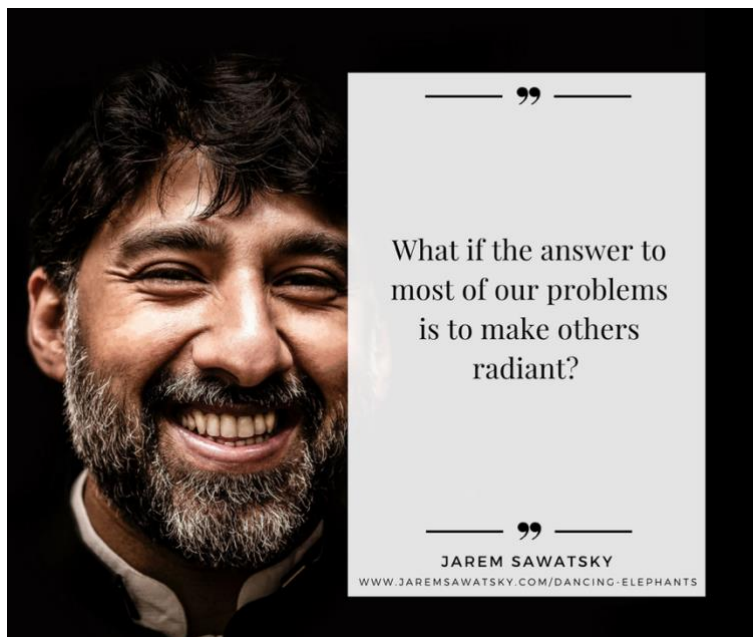 ”
What if the answer to
most of our problems
is to make others
radiant?
”
JAREM SAWATSKY
WWW.JAREMSAWATSKY.COM/DANCING-ELEPHANTS